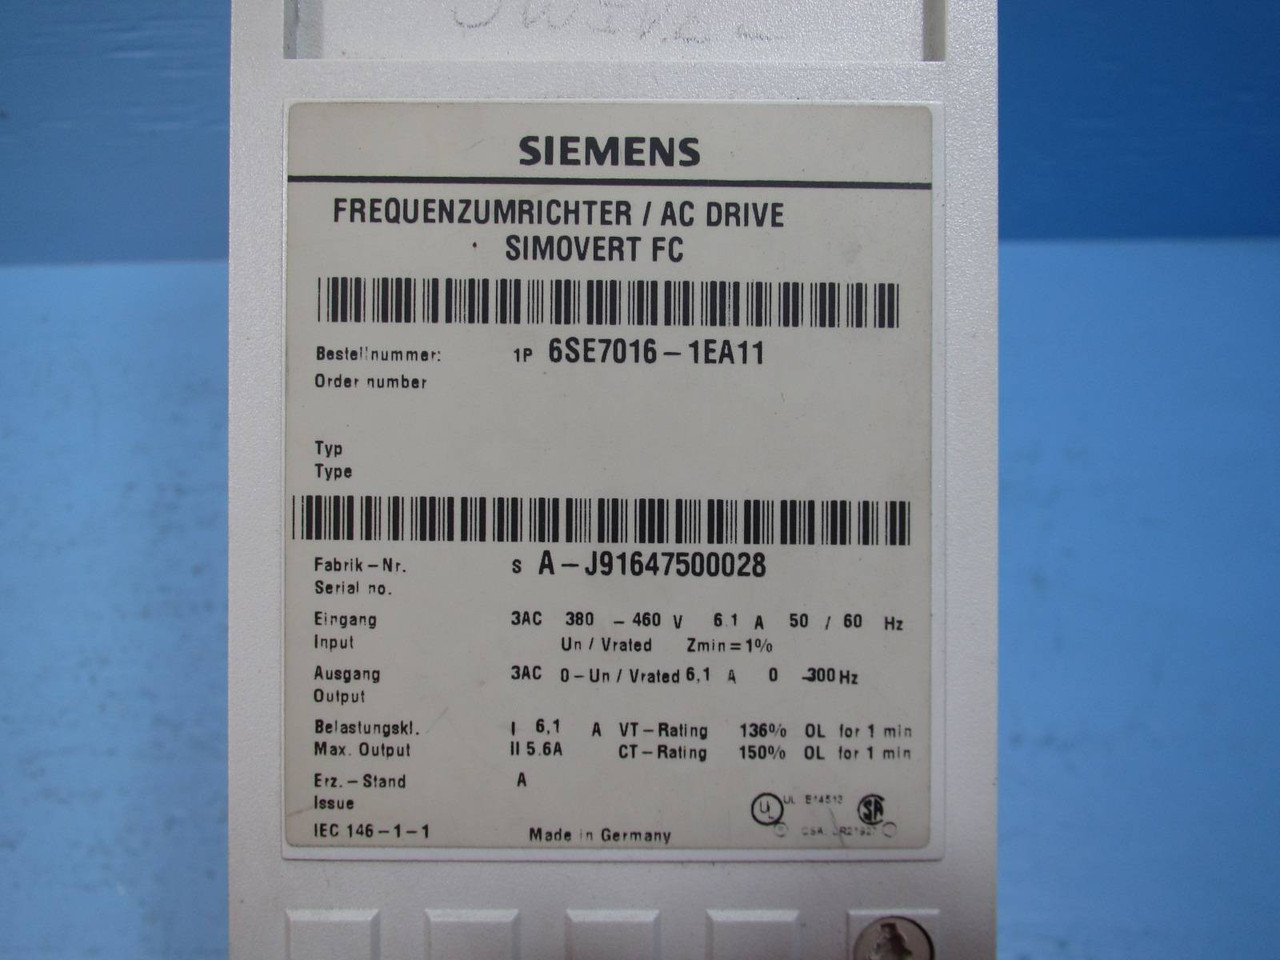 SIEMENS
FREQUENZUMRICHTER / AC DRIVE
SIMOVERT FC
Bestellnummer: 1P 6SE7016-1EA11
Order number
Typ
Type
Fabrik-Nr. S A-J91647500028
Serial no.
Eingang 3AC 380 - 460 V 6.1 A 50 / 60 Hz
Input Un / Vrated Zmin=1%
Ausgang 3AC 0-Un / Vrated 6,1 A 0 -300 Hz
Output
Belastungskl. I 6,1 A VT-Rating 136% OL for 1 min
Max. Output II 5.6A CT-Rating 150% OL for 1 min
Erz.-Stand A
Issue
UL
IEC 146-1-1 Made in Germany